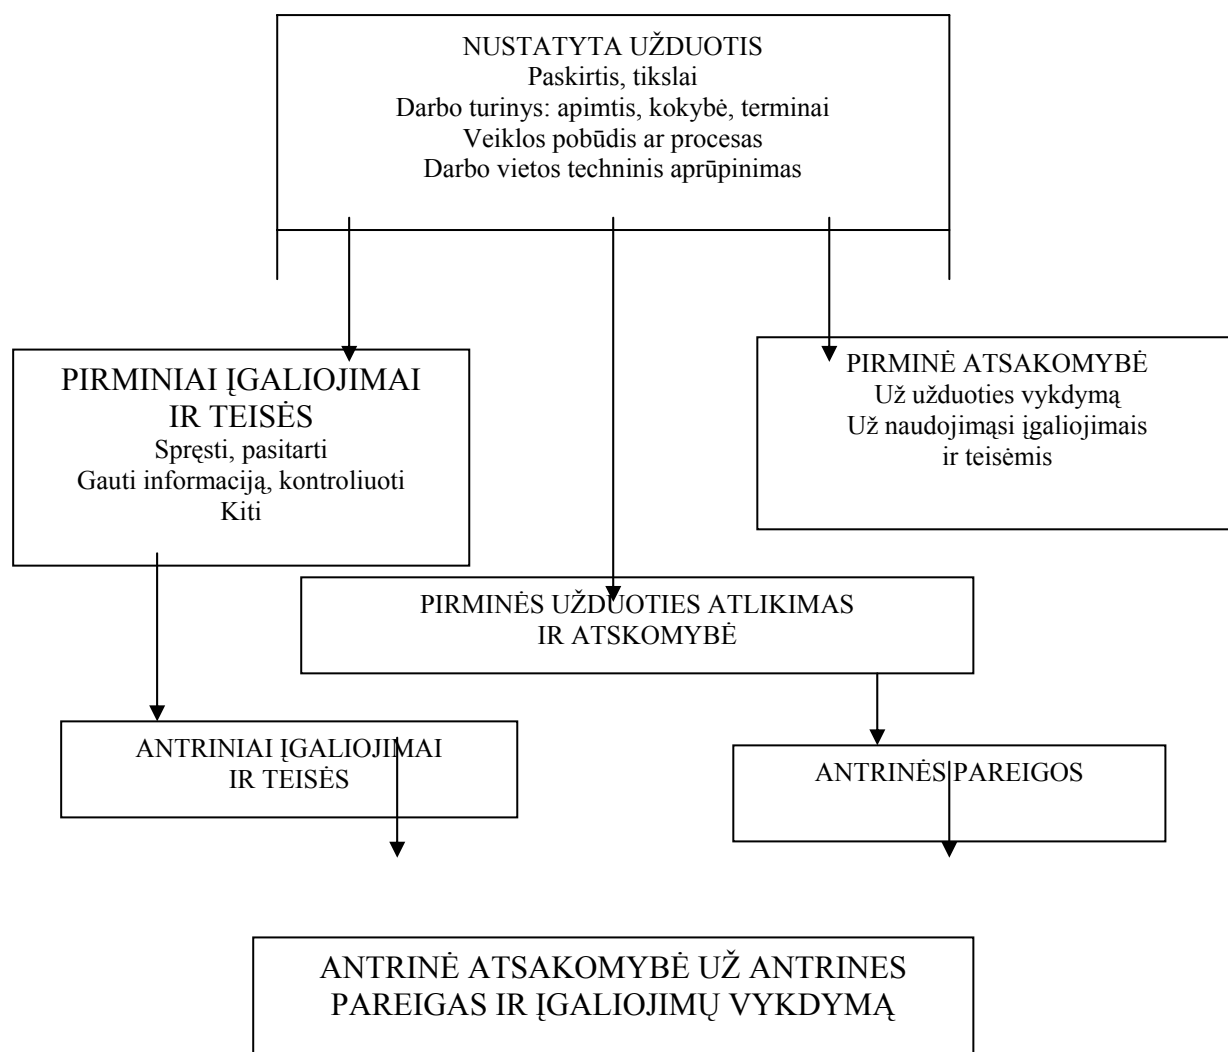 NUSTATYTA UŽDUOTIS
Paskirtis, tikslai
Darbo turinys: apimtis, kokybė, terminai
Veiklos pobūdis ar procesas
Darbo vietos techninis aprūpinimas
PIRMINIAI ĮGALIOJIMAI
IR TEISĖS
Spręsti, pasitarti
Gauti informaciją, kontroliuoti
Kiti
PIRMINĖ ATSAKOMYBĖ
Už užduoties vykdymą
Už naudojimąsi įgaliojimais
ir teisėmis
PIRMINĖS UŽDUOTIES ATLIKIMAS
IR ATSKOMYBĖ
ANTRINIAI ĮGALIOJIMAI
IR TEISĖS
ANTRINĖS PAREIGOS
ANTRINĖ ATSAKOMYBĖ UŽ ANTRINES
PAREIGAS IR ĮGALIOJIMŲ VYKDYMĄ